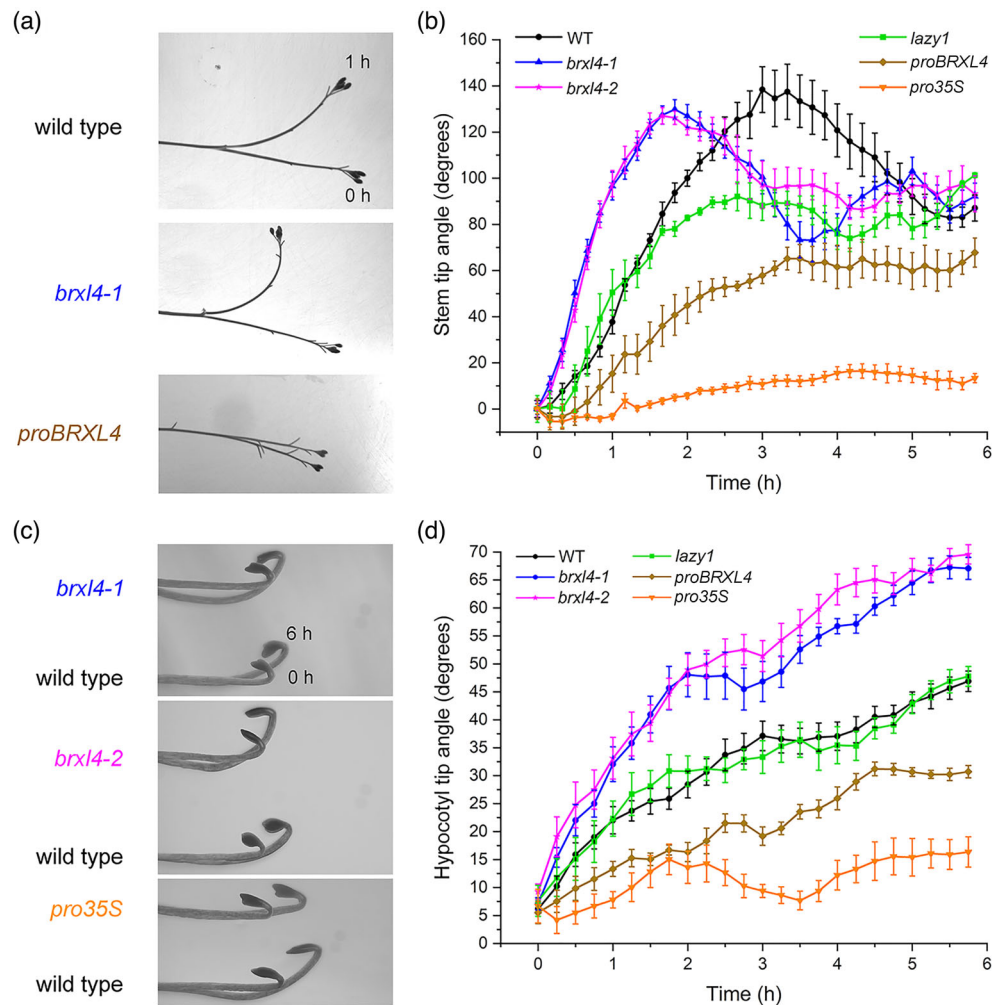 (a)
wild type
1 h
0 h
brxl4-1
proBRXL4
(b)
WT
brxl4-1
brxl4-2
lazy1
proBRXL4
pro35S
Stem tip angle (degrees)
160
140
120
100
80
60
40
20
0
0 1 2 3 4 5 6
Time (h)
(c)
brxl4-1
6 h
wild type
0 h
brxl4-2
wild type
pro35S
wild type
(d)
WT
brxl4-1
brxl4-2
lazy1
proBRXL4
pro35S
Hypocotyl tip angle (degrees)
70
65
60
55
50
45
40
35
30
25
20
15
10
5
0
0 1 2 3 4 5 6
Time (h)